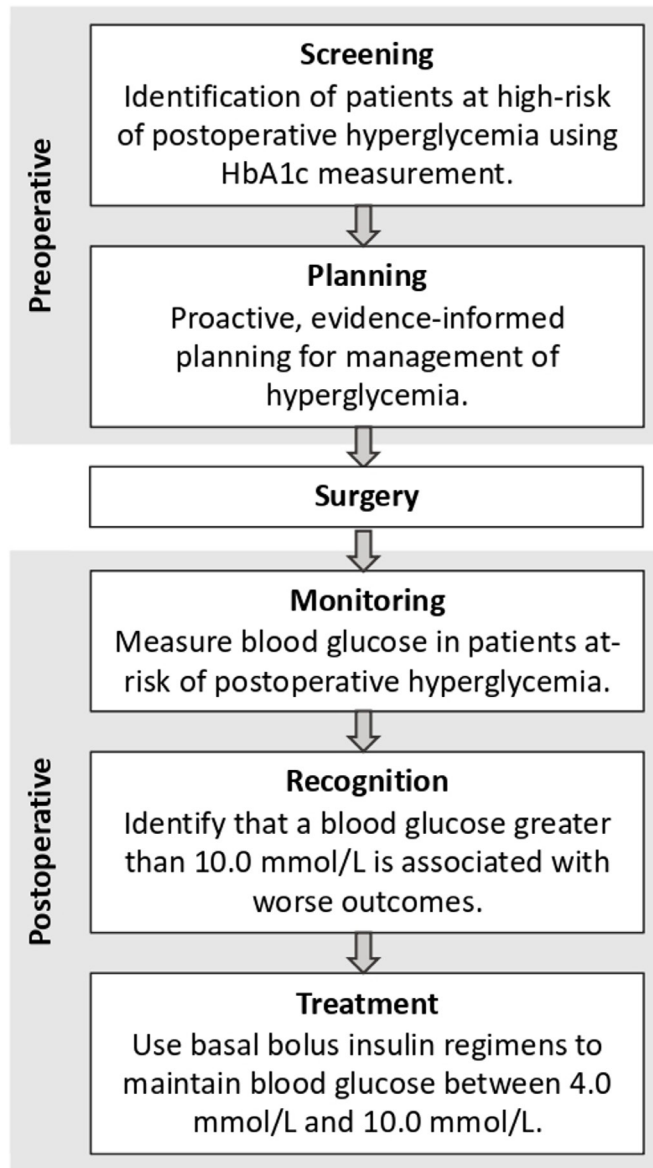 Preoperative
Screening
Identification of patients at high-risk
of postoperative hyperglycemia using
HbA1c measurement.
Planning
Proactive, evidence-informed
planning for management of
hyperglycemia.
Surgery
Postoperative
Monitoring
Measure blood glucose in patients at-
risk of postoperative hyperglycemia.
Recognition
Identify that a blood glucose greater
than 10.0 mmol/L is associated with
worse outcomes.
Treatment
Use basal bolus insulin regimens to
maintain blood glucose between 4.0
mmol/L and 10.0 mmol/L.